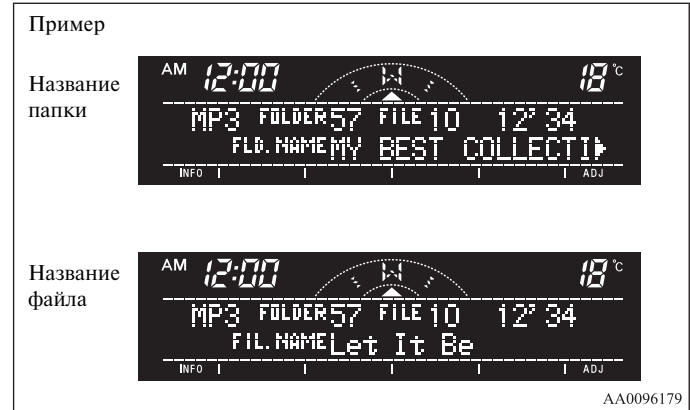 Пример
Название папки
AM 12:00 W 18 °C
MP3 FOLDER 57 FILE 10 12' 34
FLD. NAME MY BEST COLLECTI
INFO ADJ
Название файла
AM 12:00 W 18 °C
MP3 FOLDER 57 FILE 10 12' 34
FIL. NAME Let It Be
INFO ADJ
AA0096179